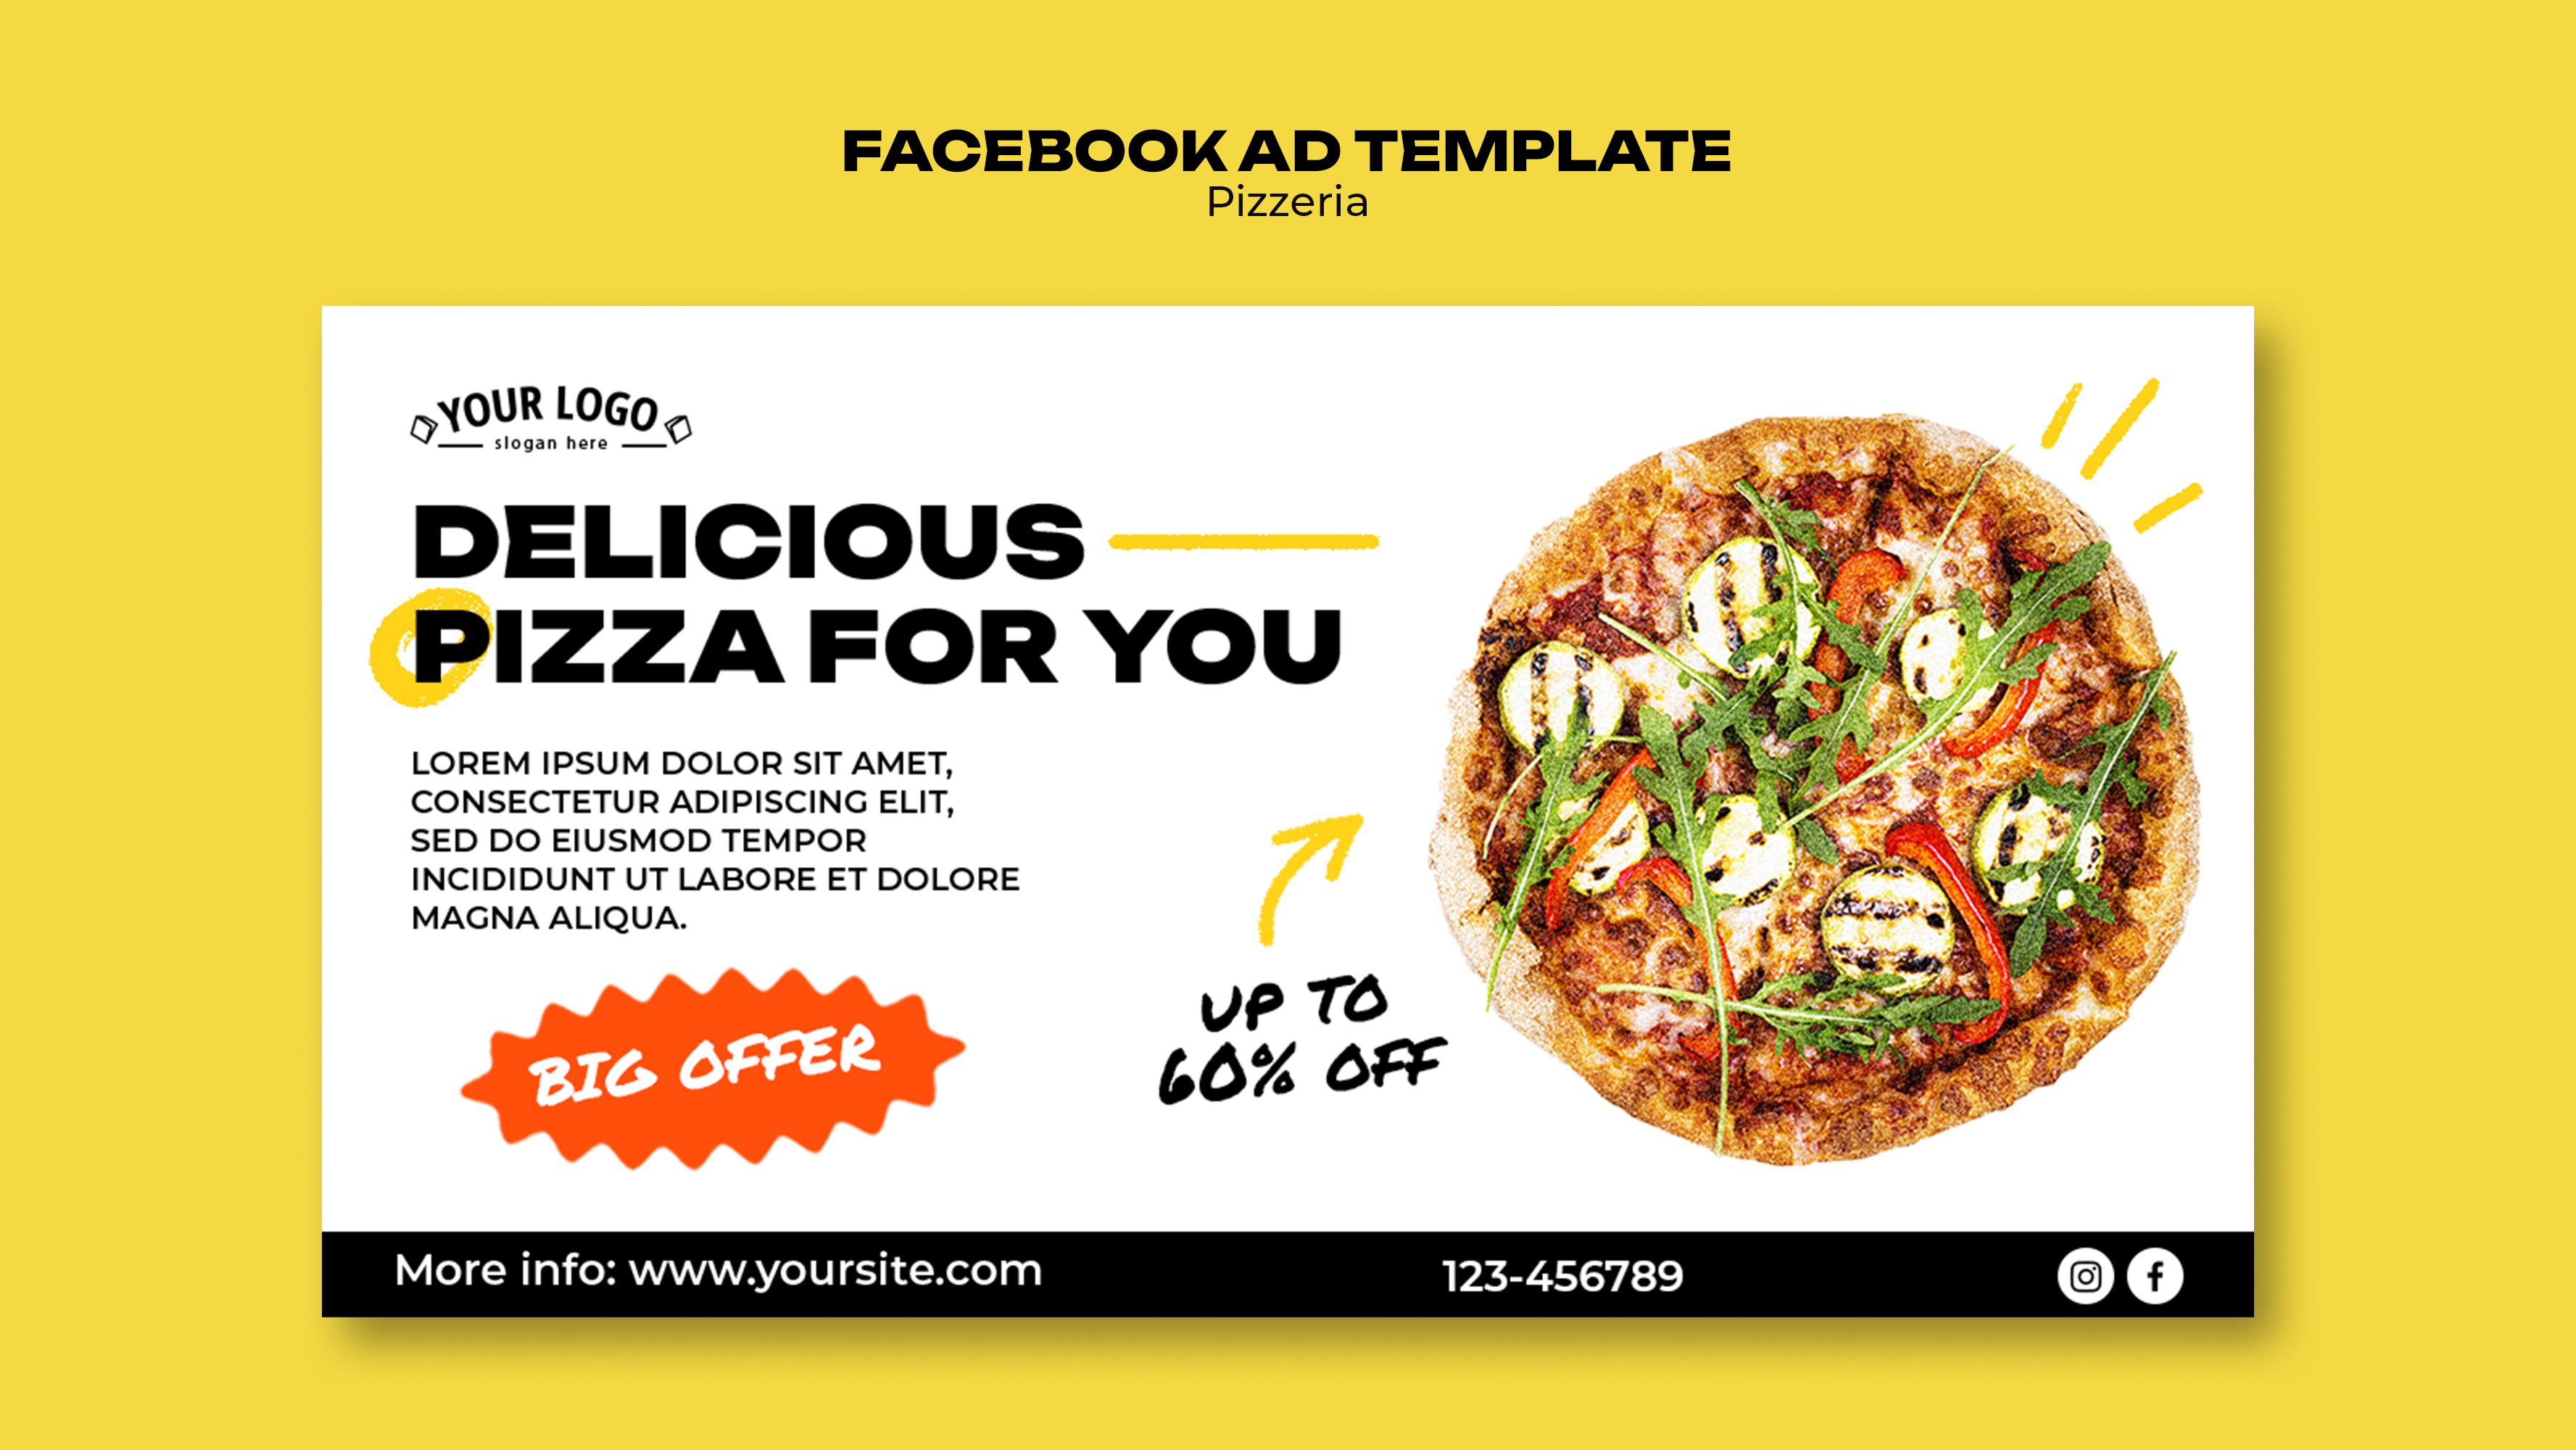 FACEBOOK AD TEMPLATE
Pizzeria
YOUR LOGO
slogan here
DELICIOUS
PIZZA FOR YOU
LOREM IPSUM DOLOR SIT AMET,
CONSECTETUR ADIPISCING ELIT,
SED DO EIUSMOD TEMPOR
INCIDIDUNT UT LABORE ET DOLORE
MAGNA ALIQUA.
BIG OFFER
UP TO
60% OFF
More info: www.yoursite.com
123-456789